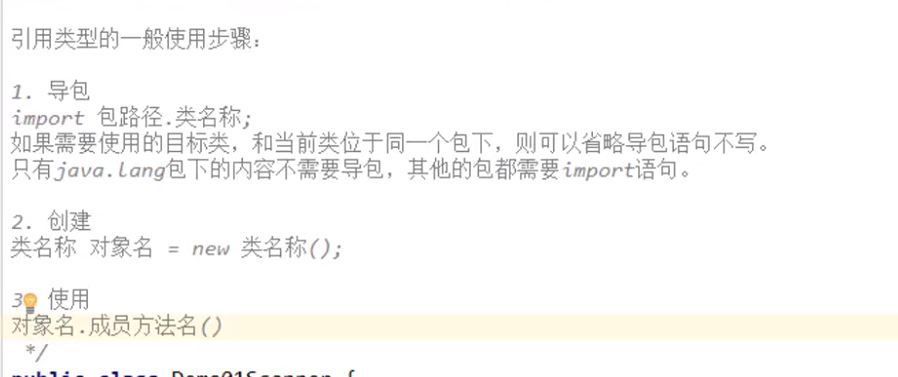 引用类型的一般使用步骤：
1. 导包
import 包路径.类名称;
如果需要使用的目标类，和当前类位于同一个包下，则可以省略导包语句不写。
只有java.lang包下的内容不需要导包，其他的包都需要import语句。
2. 创建
类名称 对象名 = new 类名称();
3 使用
对象名.成员方法名()
*/
public class Demo01Scanner {